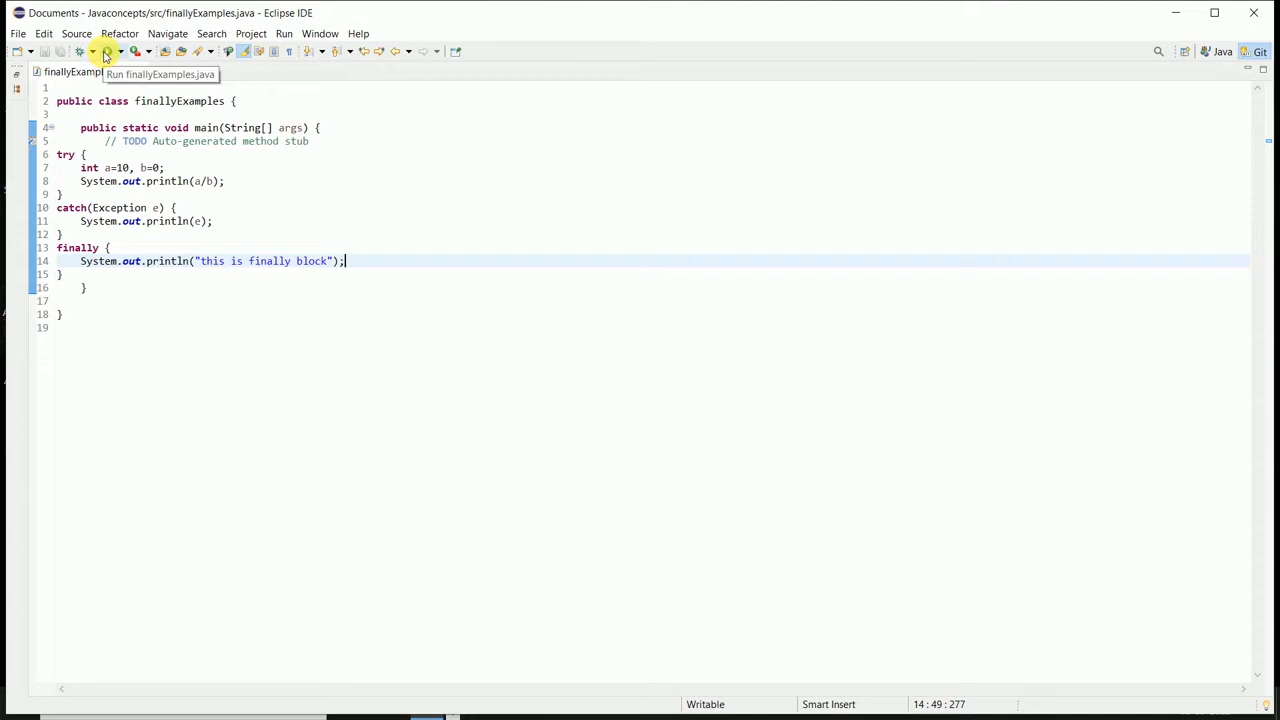 Documents - Javaconcepts/src/finallyExamples.java - Eclipse IDE
File Edit Source Refactor Navigate Search Project Run Window Help
Java Git
finallyExampl
Run finallyExamples.java
1
2 public class finallyExamples {
3
4 public static void main(String[] args) {
5 // TODO Auto-generated method stub
6 try {
7 int a=10, b=0;
8 System.out.println(a/b);
9 }
10 catch(Exception e) {
11 System.out.println(e);
12 }
13 finally {
14 System.out.println("this is finally block");
15 }
16 }
17
18 }
19
Writable Smart Insert 14 : 49 : 277